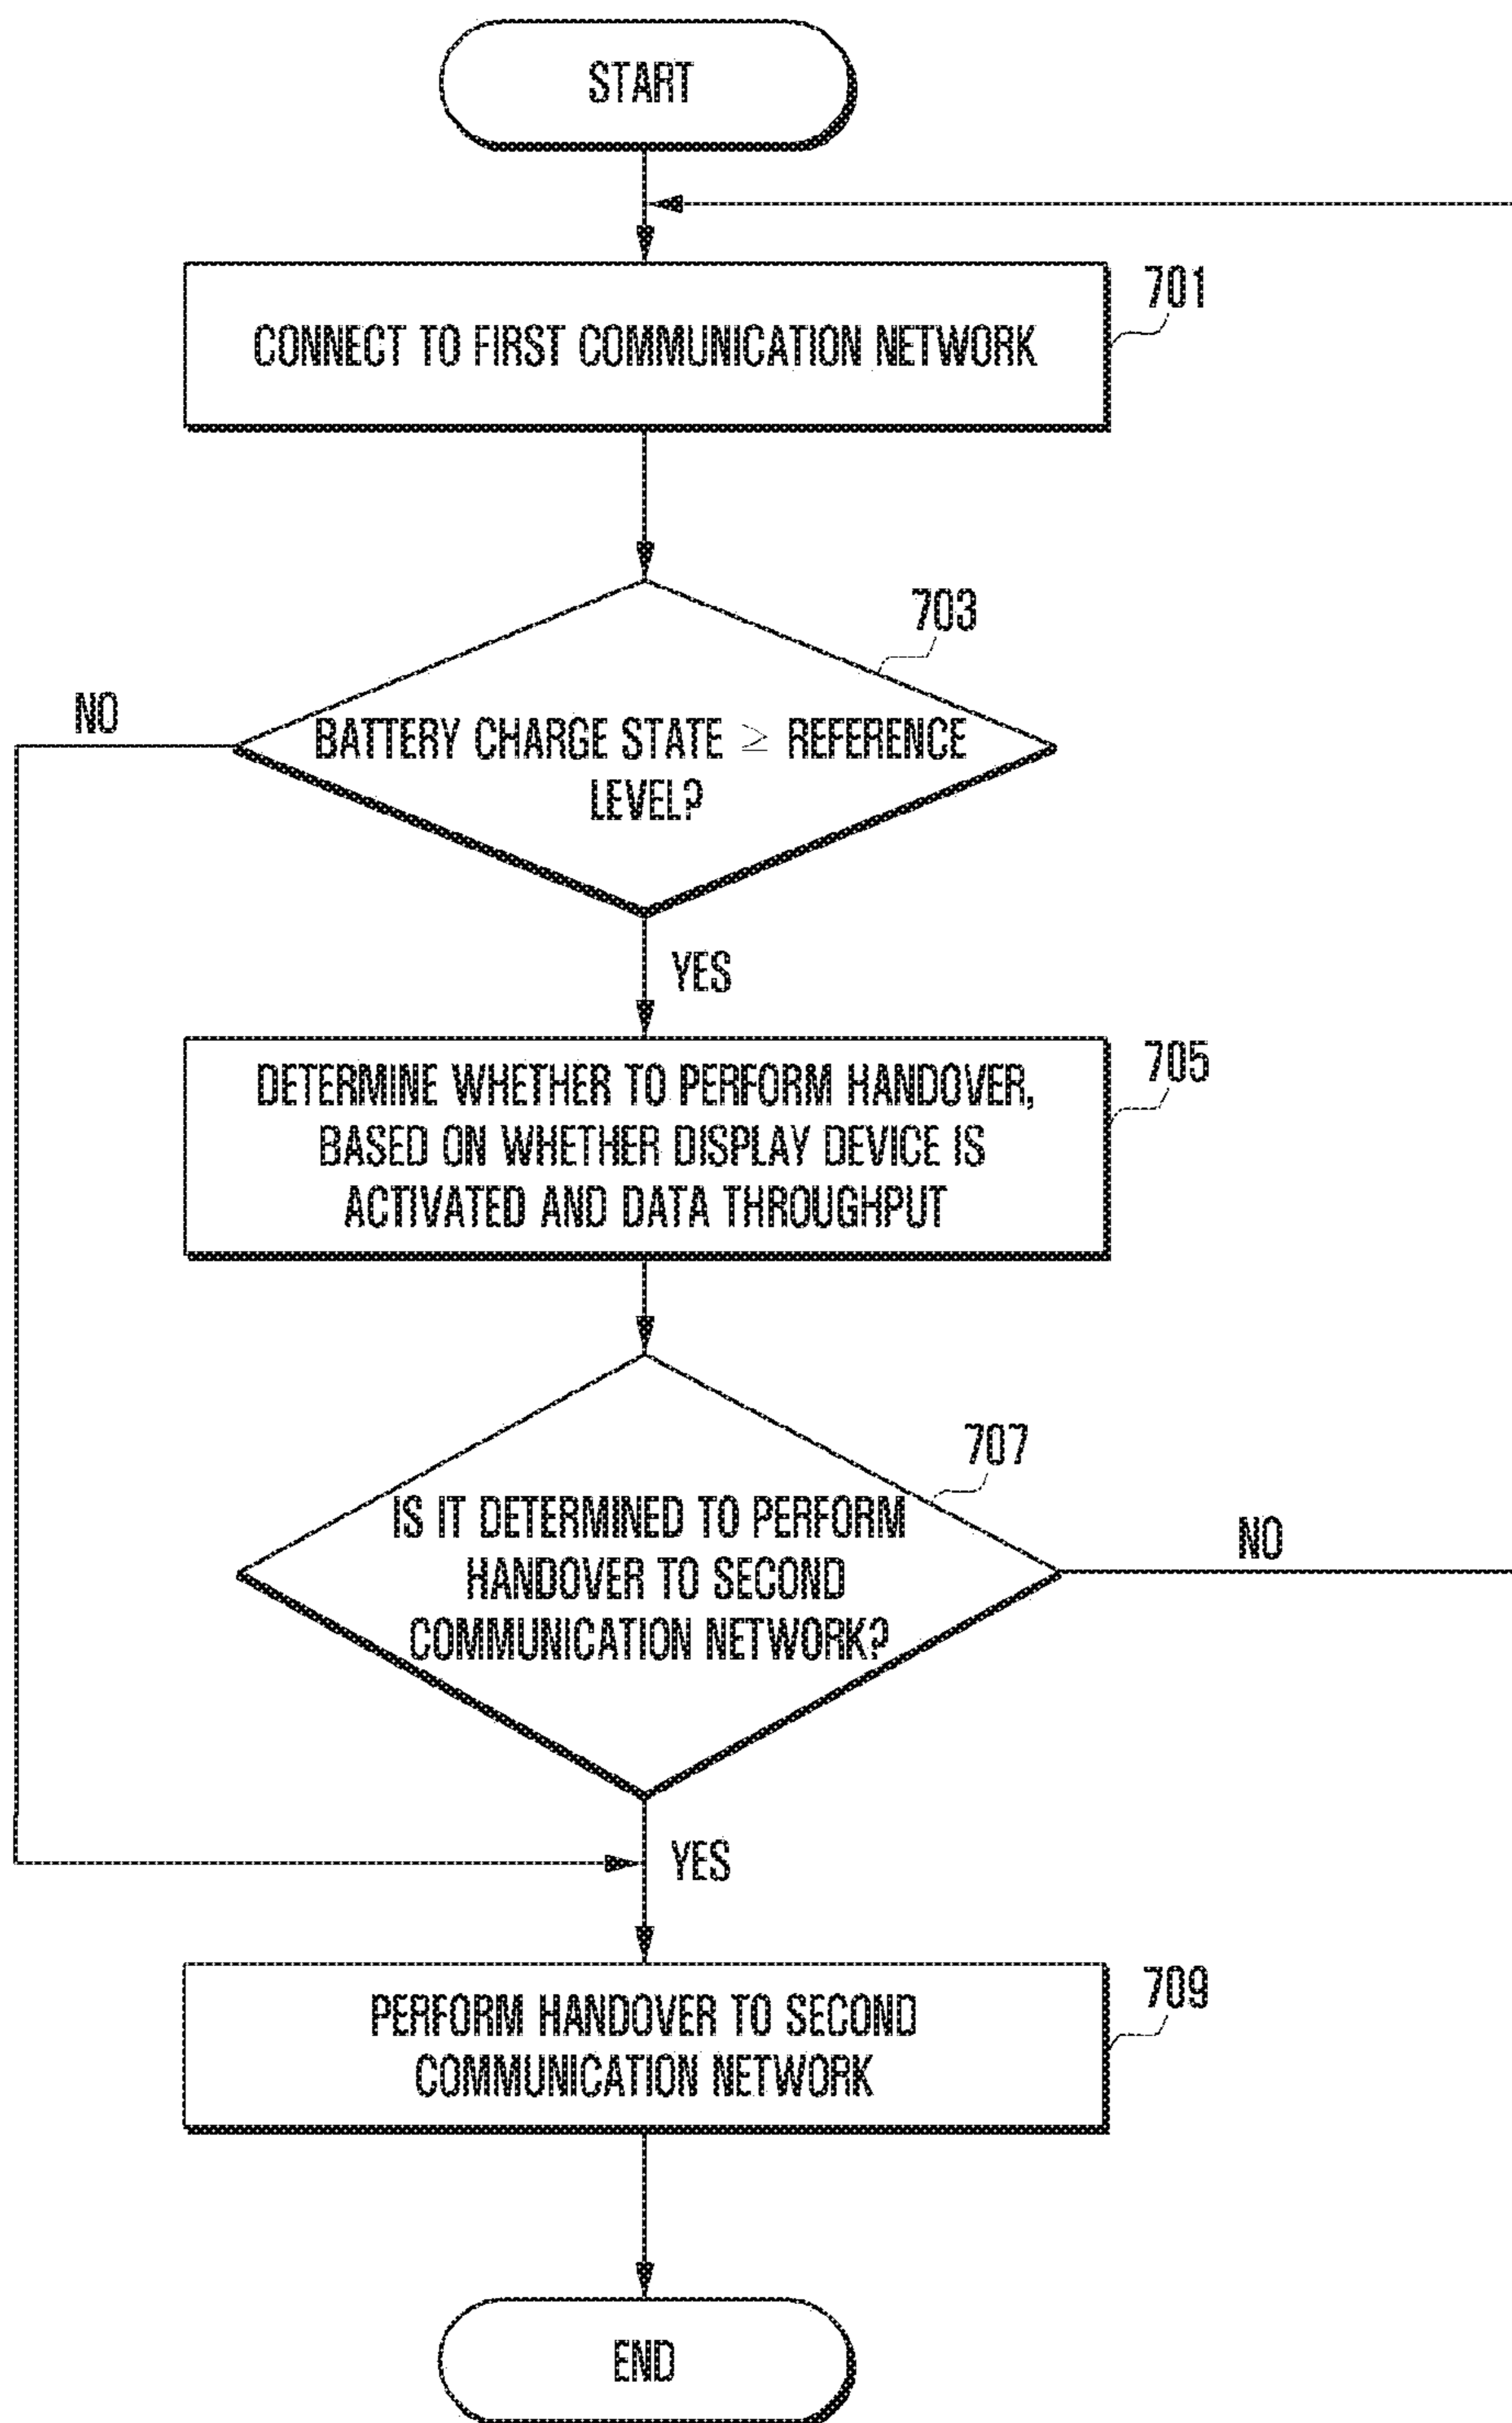 START
CONNECT TO FIRST COMMUNICATION NETWORK
701
703
NO
BATTERY CHARGE STATE ≥ REFERENCE
LEVEL?
YES
DETERMINE WHETHER TO PERFORM HANDOVER,
BASED ON WHETHER DISPLAY DEVICE IS
ACTIVATED AND DATA THROUGHPUT
705
707
IS IT DETERMINED TO PERFORM
HANDOVER TO SECOND
COMMUNICATION NETWORK?
NO
YES
PERFORM HANDOVER TO SECOND
COMMUNICATION NETWORK
709
END